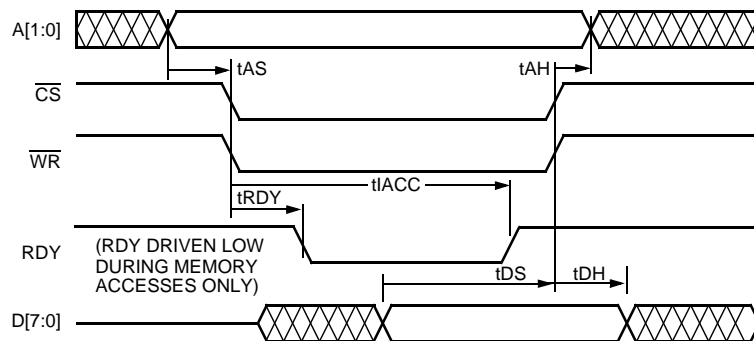 A[1:0]
tAS
tAH
CS
WR
tIACC
tRDY
RDY
(RDY DRIVEN LOW
DURING MEMORY
ACCESSES ONLY)
tDS
tDH
D[7:0]